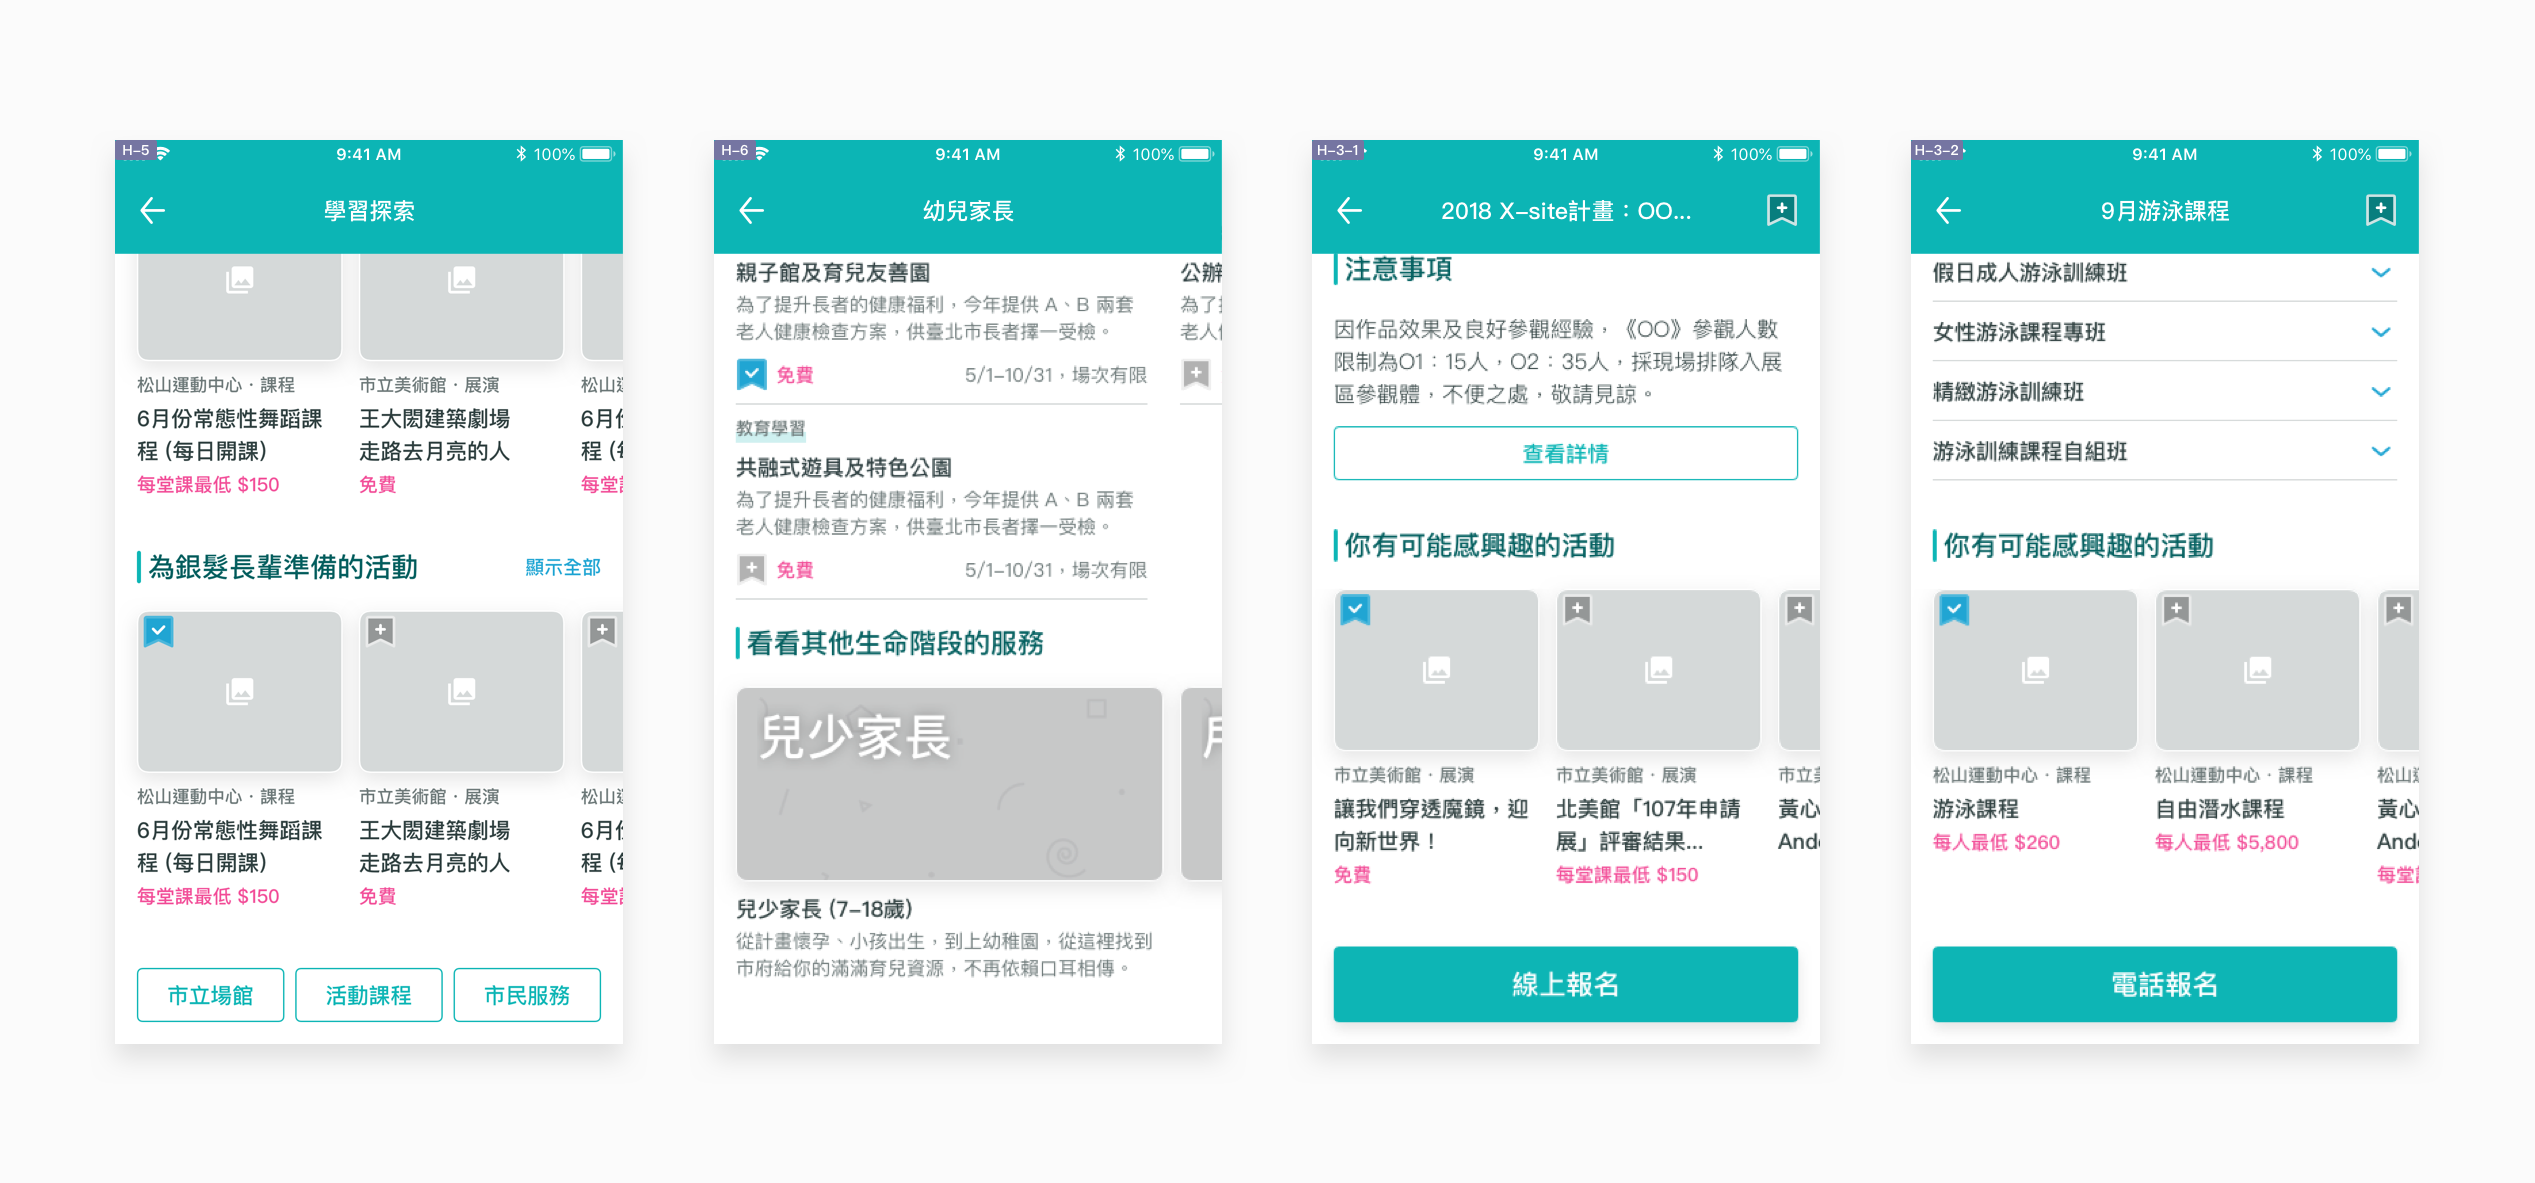 H-5
9:41 AM
100%
學習探索
松山運動中心・課程
6月份常態性舞蹈課
程 (每日開課)
每堂課最低 $150
市立美術館・展演
王大閎建築劇場
走路去月亮的人
免費
松山
6月
程 (
每堂
為銀髮長輩準備的活動
顯示全部
松山運動中心・課程
6月份常態性舞蹈課
程 (每日開課)
每堂課最低 $150
市立美術館・展演
王大閎建築劇場
走路去月亮的人
免費
松山
6月
程 (
每堂
市立場館
活動課程
市民服務
H-6
9:41 AM
100%
幼兒家長
親子館及育兒友善園
為了提升長者的健康福利，今年提供 A、B 兩套
老人健康檢查方案，供臺北市長者擇一受檢。
免費
5/1-10/31，場次有限
公辦
為了
老人
教育學習
共融式遊具及特色公園
為了提升長者的健康福利，今年提供 A、B 兩套
老人健康檢查方案，供臺北市長者擇一受檢。
免費
5/1-10/31，場次有限
看看其他生命階段的服務
兒少家長
兒少家長 (7-18歲)
從計畫懷孕、小孩出生，到上幼稚園，從這裡找到
市府給你的滿滿育兒資源，不再依賴口耳相傳。
H-3-1
9:41 AM
100%
2018 X-site計畫：OO...
注意事項
因作品效果及良好參觀經驗，《OO》參觀人數
限制為O1：15人，O2：35人，採現場排隊入展
區參觀體，不便之處，敬請見諒。
查看詳情
你有可能感興趣的活動
市立美術館・展演
讓我們穿透魔鏡，迎
向新世界！
免費
市立美術館・展演
北美館「107年申請
展」評審結果...
每堂課最低 $150
市立
黃心
And
線上報名
H-3-2
9:41 AM
100%
9月游泳課程
假日成人游泳訓練班
女性游泳課程專班
精緻游泳訓練班
游泳訓練課程自組班
你有可能感興趣的活動
松山運動中心・課程
游泳課程
每人最低 $260
松山運動中心・課程
自由潛水課程
每人最低 $5,800
松山
黃心
And
每堂
電話報名